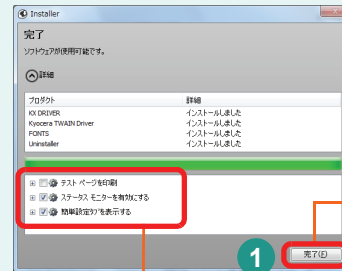 Installer
完了
ソフトウェアが使用可能です。
詳細
プロダクト 詳細
KX DRIVER インストールしました
Kyocera TWAIN Driver インストールしました
FONTS インストールしました
Uninstaller インストールしました
テスト ページを印刷
ステータス モニターを有効にする
簡単設定タブを表示する
1
完了(F)